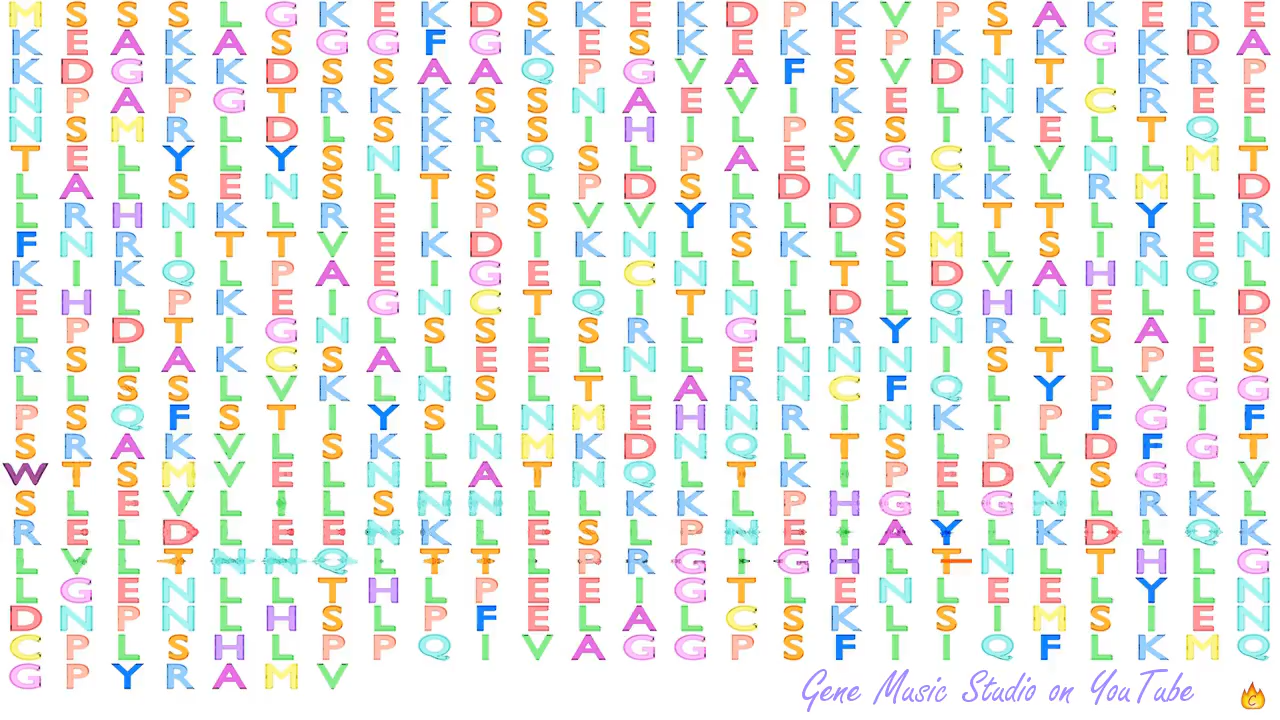 M S S S L G K E K D S K E K D P K V P S A K E R E
K E A K A S G G F G K E S K E K E P K T K G K D A
K D G K K D S S A A Q P G V A F S V D N T I K R P
N P A P G T R K K S S N A E V I K E L N K C R E E
N S M R L D L S K R S I H I L P S S I K E L T Q L
T E L Y L Y S N K L Q S L P A E V G C L V N L M T
L A L S E N S L T S L P D S L D N L K K L R M L D
L R H N K L R E I P S V V Y R L D S L T T L Y L R
F N R I T T V E K D I K N L S K L S M L S I R E N
K I K Q L P A E I G E L C N L I T L D V A H N Q L
E H L P K E I G N C T Q I T N L D L Q H N E L L D
L P D T I G N L S S L S R L G L R Y N R L S A I P
R S L A K C S A L E E L N E N N N N I S T L P E S
L L S S L V K L N S L T L A R N C F Q L Y P V G G
P S Q F S T I Y S L N M E H N R I N K I P F G I F
S R A K V L S K L N M K D N Q L T S L P L D F G T
W T S M V E L N L A T N Q L T K I P E D V S G L V
S L E V L I L S N N L L K K L P H G L G N L R K L
R E L D L E E N K L E S L P N E I A Y L K D L Q K
L V L T N N Q L T T L P R G I G H L T N L T H L G
L G E N L L T H L P E E I G T L E N L E L Y L N
D N P N L H S L P F E L A L C S K L S I M S I E N
C P L S H L P P Q I V A G G P S F I I Q F L K M Q
G P Y R A M V
Gene Music Studio on YouTube
C